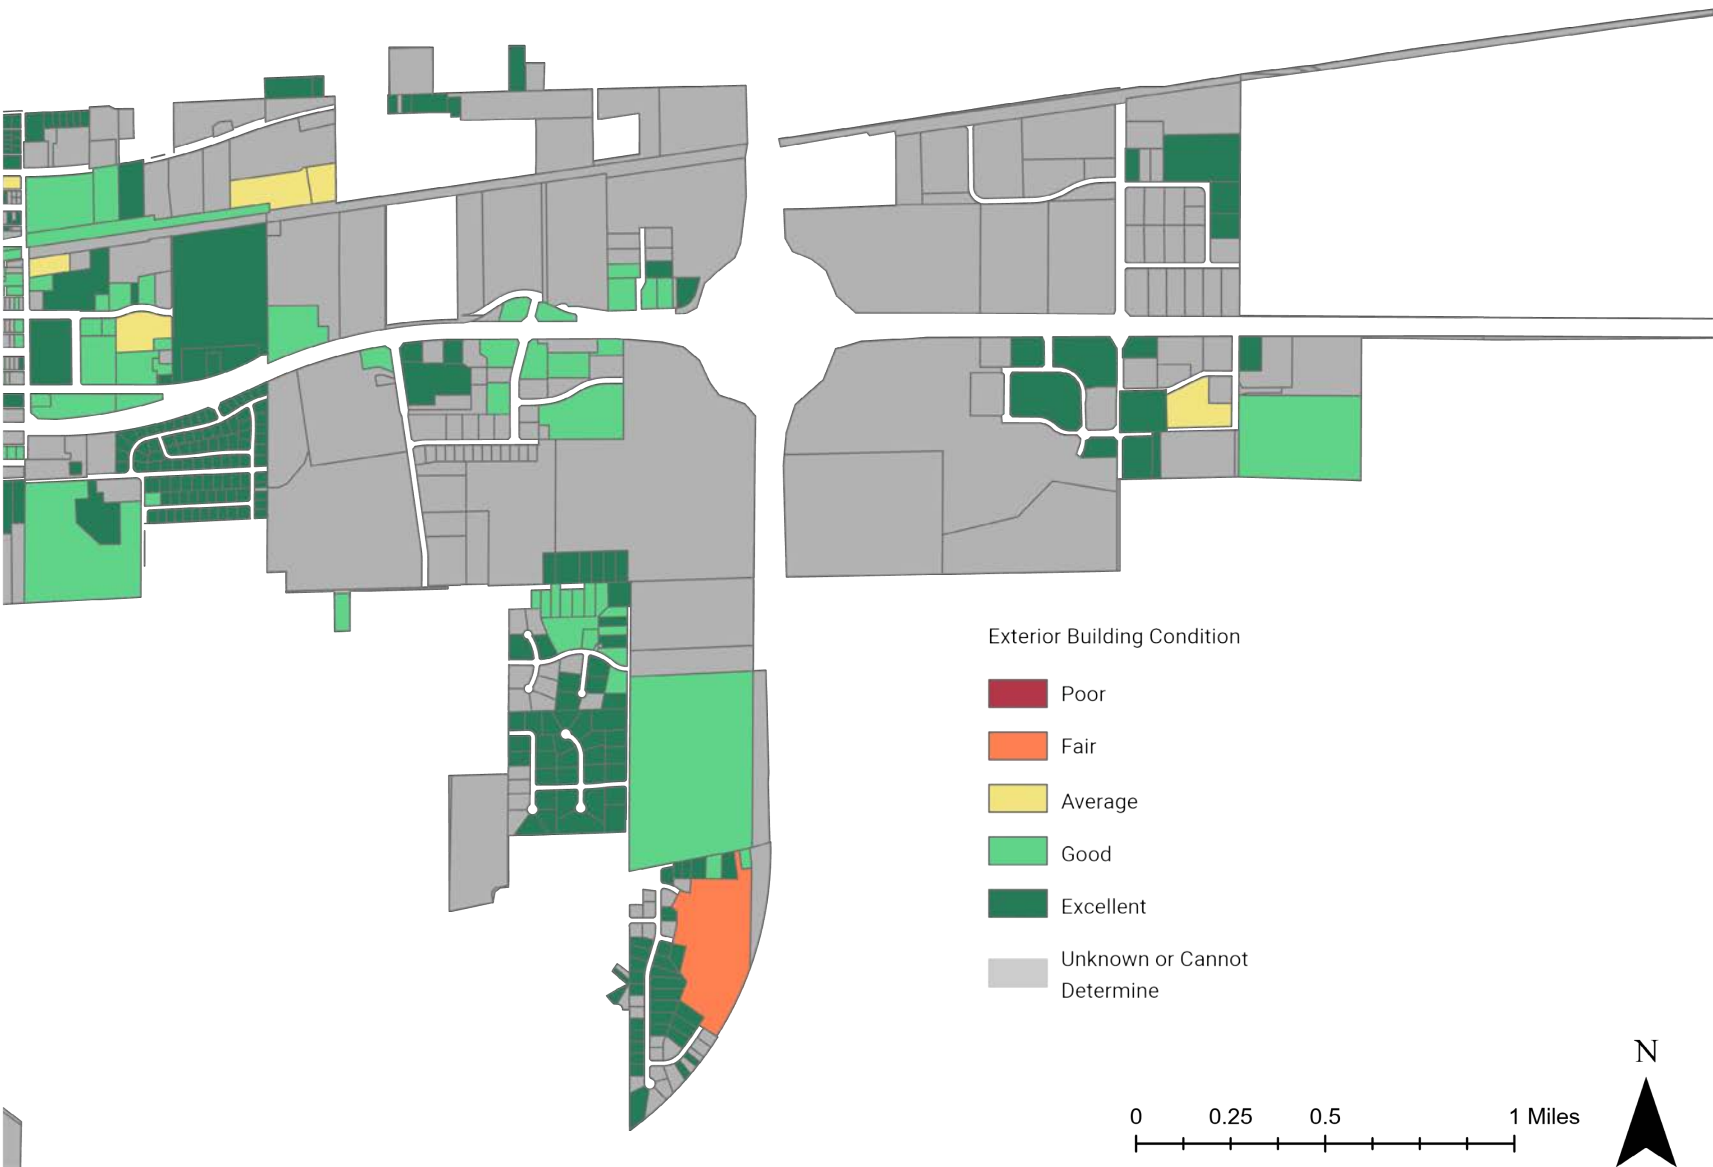 Exterior Building Condition
Poor
Fair
Average
Good
Excellent
Unknown or Cannot
Determine
N
0 0.25 0.5 1 Miles